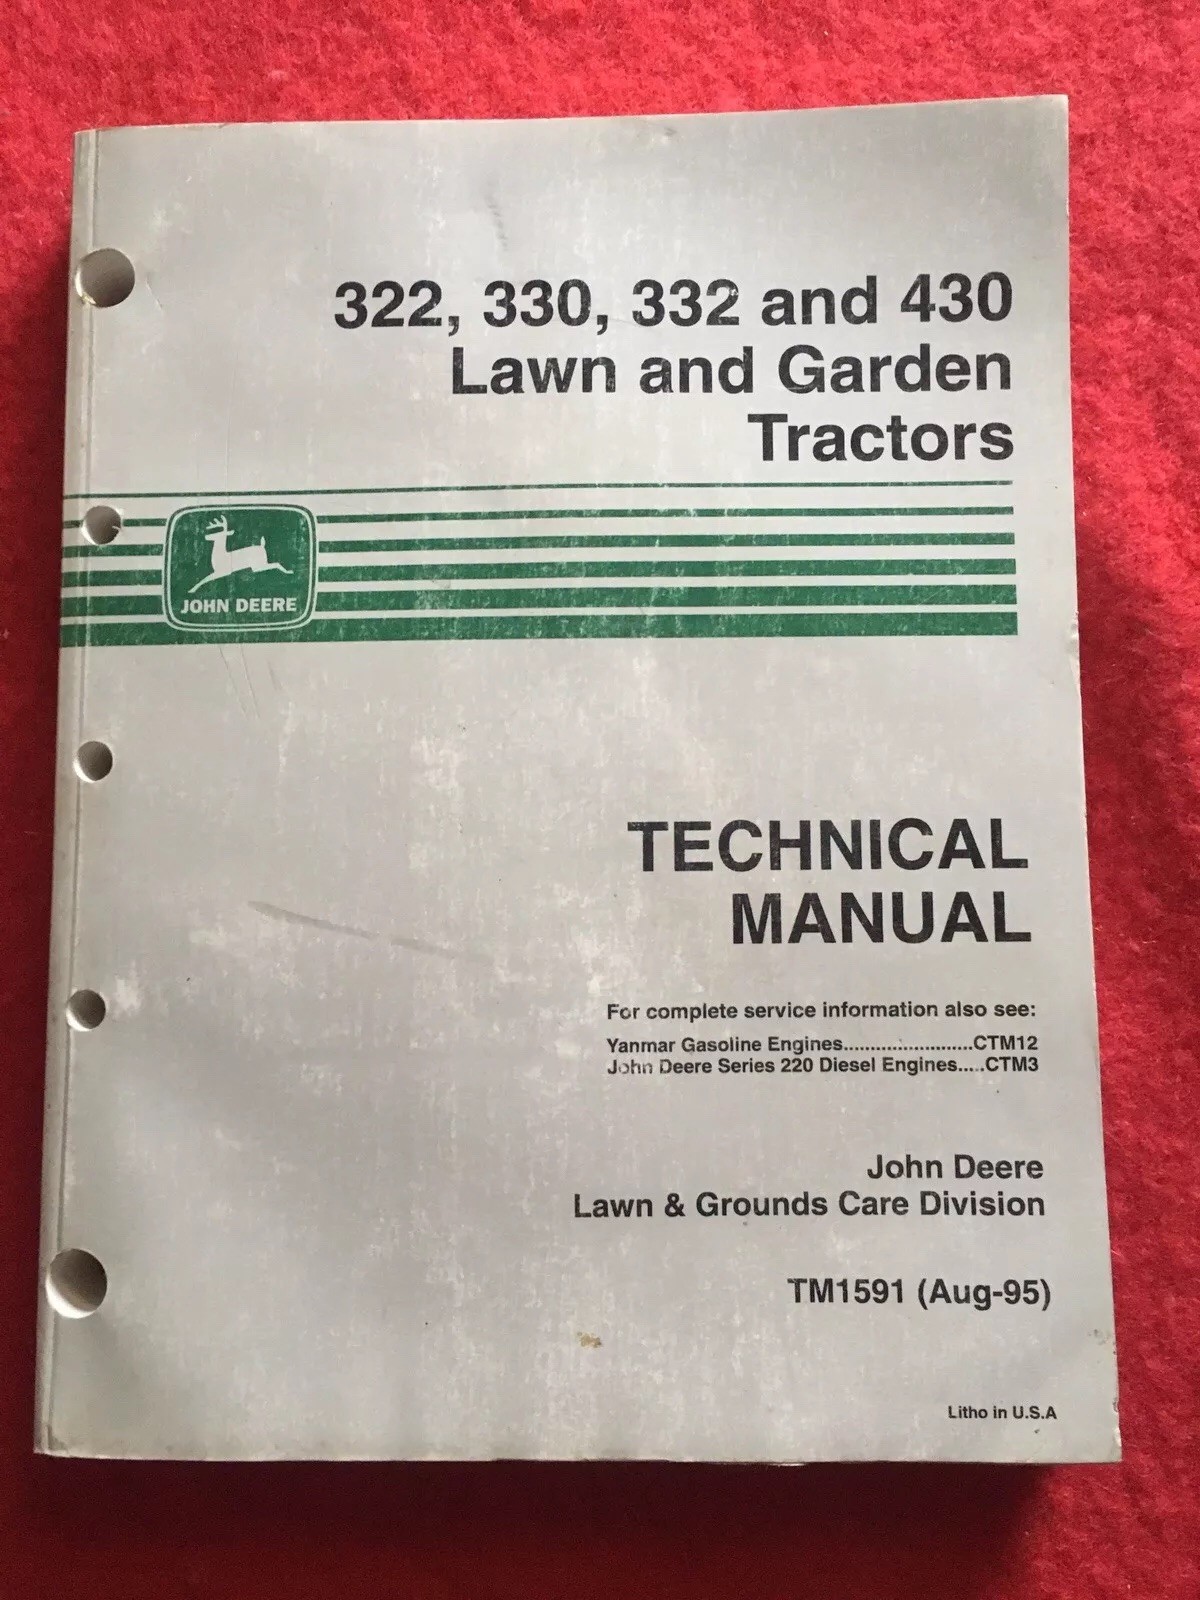 322, 330, 332 and 430
Lawn and Garden
Tractors
JOHN DEERE
TECHNICAL
MANUAL
For complete service information also see:
Yanmar Gasoline Engines........................CTM12
John Deere Series 220 Diesel Engines.....CTM3
John Deere
Lawn & Grounds Care Division
TM1591 (Aug-95)
Litho in U.S.A